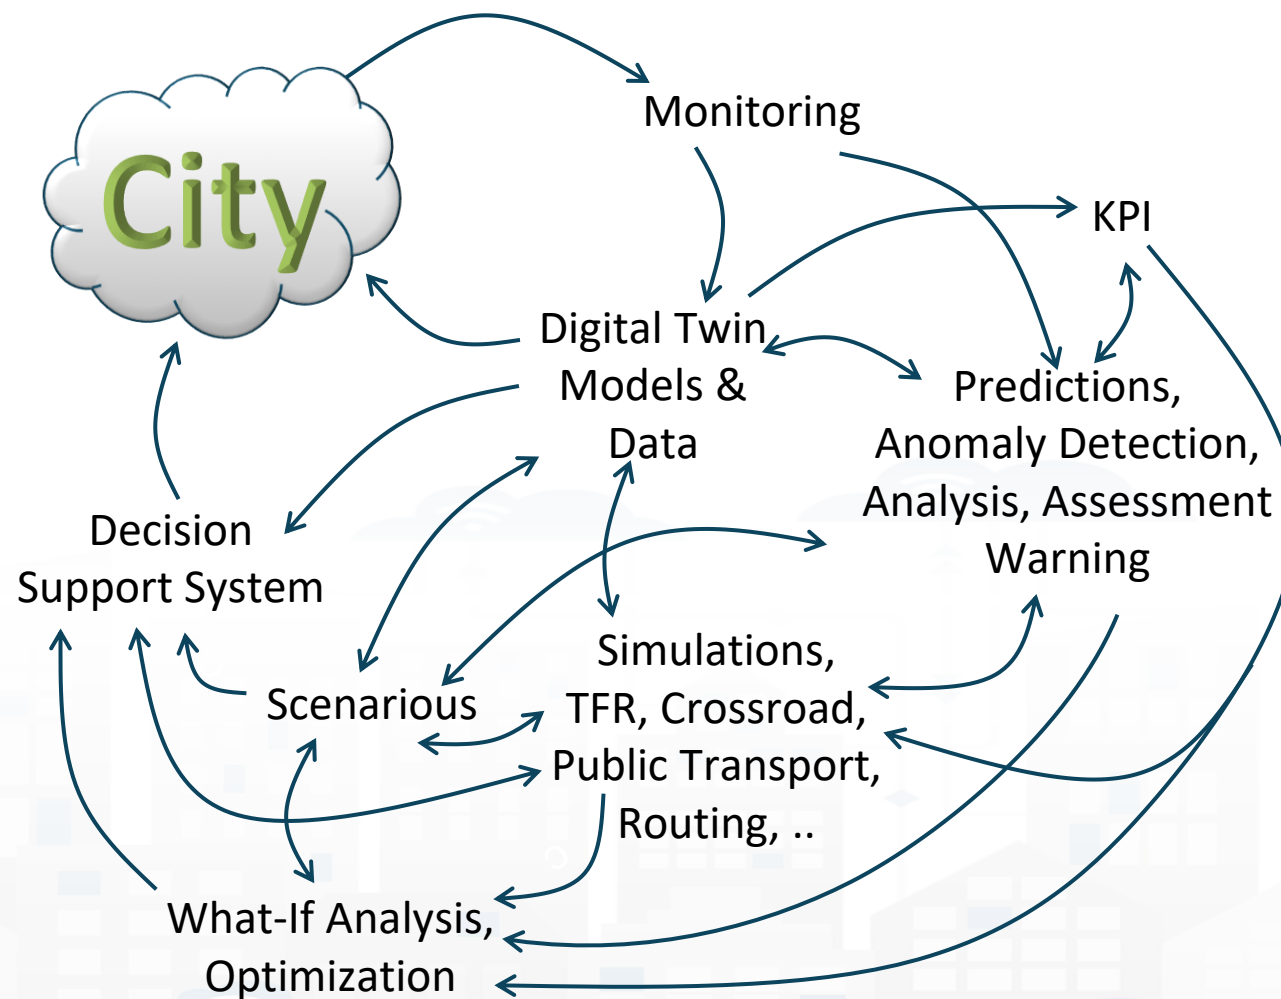 City
Monitoring
KPI
Digital Twin
Models &
Data
Predictions,
Anomaly Detection,
Analysis, Assessment
Warning
Decision
Support System
Scenarious
Simulations,
TFR, Crossroad,
Public Transport,
Routing, ..
What-If Analysis,
Optimization